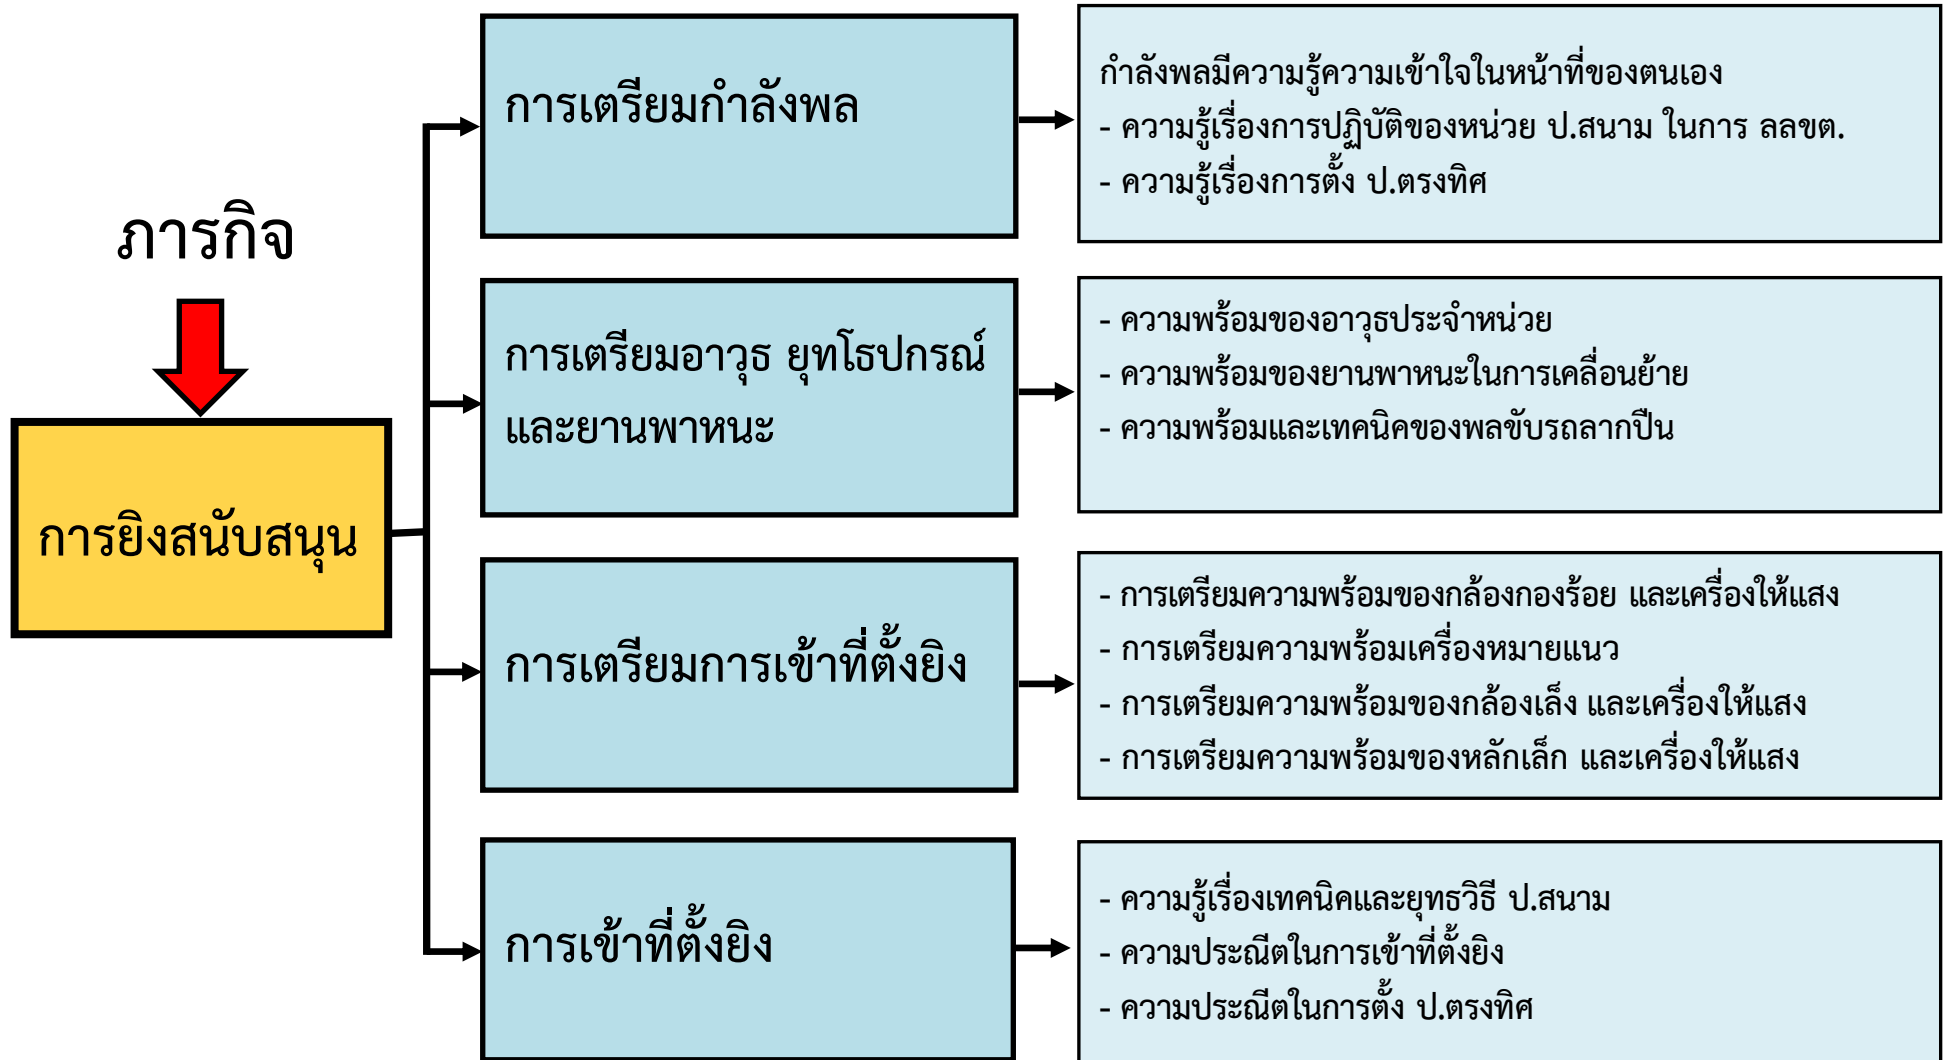 ภารกิจ
การยิงสนับสนุน
การเตรียมกำลังพล
กำลังพลมีความรู้ความเข้าใจในหน้าที่ของตนเอง
- ความรู้เรื่องการปฏิบัติของหน่วย ป.สนาม ในการ ลลขต.
- ความรู้เรื่องการตั้ง ป.ตรงทิศ
การเตรียมอาวุธ ยุทโธปกรณ์
และยานพาหนะ
- ความพร้อมของอาวุธประจำหน่วย
- ความพร้อมของยานพาหนะในการเคลื่อนย้าย
- ความพร้อมและเทคนิคของพลขับรถลากปืน
การเตรียมการเข้าที่ตั้งยิง
- การเตรียมความพร้อมของกล้องกองร้อย และเครื่องให้แสง
- การเตรียมความพร้อมเครื่องหมายแนว
- การเตรียมความพร้อมของกล้องเล็ง และเครื่องให้แสง
- การเตรียมความพร้อมของหลักเล็ก และเครื่องให้แสง
การเข้าที่ตั้งยิง
- ความรู้เรื่องเทคนิคและยุทธวิธี ป.สนาม
- ความประณีตในการเข้าที่ตั้งยิง
- ความประณีตในการตั้ง ป.ตรงทิศ